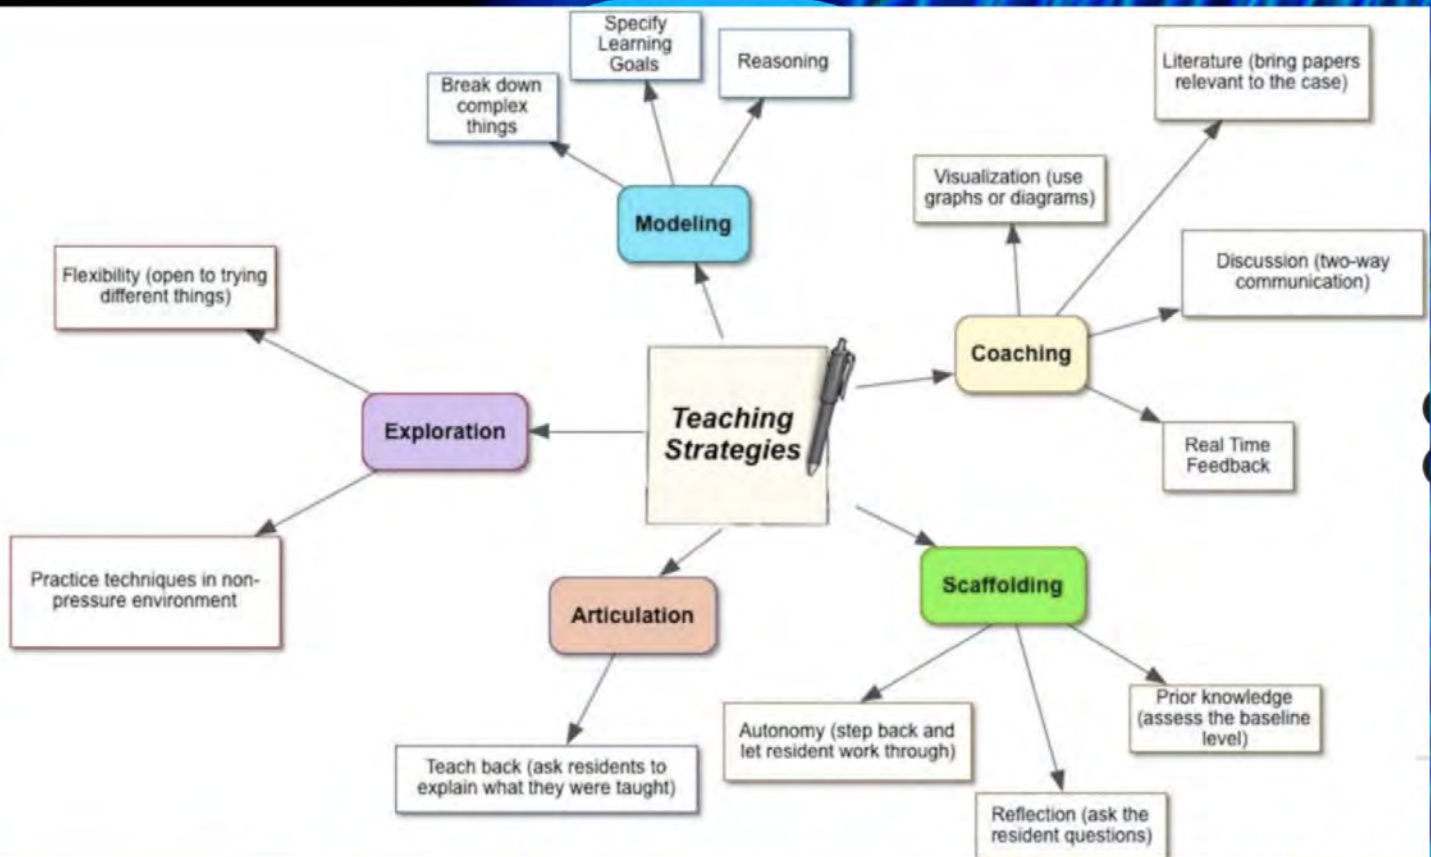 Specify
Learning
Goals
Reasoning
Break down
complex
things
Modeling
Literature (bring papers
relevant to the case)
Visualization (use
graphs or diagrams)
Discussion (two-way
communication)
Coaching
Real Time
Feedback
Flexibility (open to trying
different things)
Exploration
Practice techniques in non-
pressure environment
Teaching
Strategies
Articulation
Teach back (ask residents to
explain what they were taught)
Scaffolding
Autonomy (step back and
let resident work through)
Reflection (ask the
resident questions)
Prior knowledge
(assess the baseline
level)